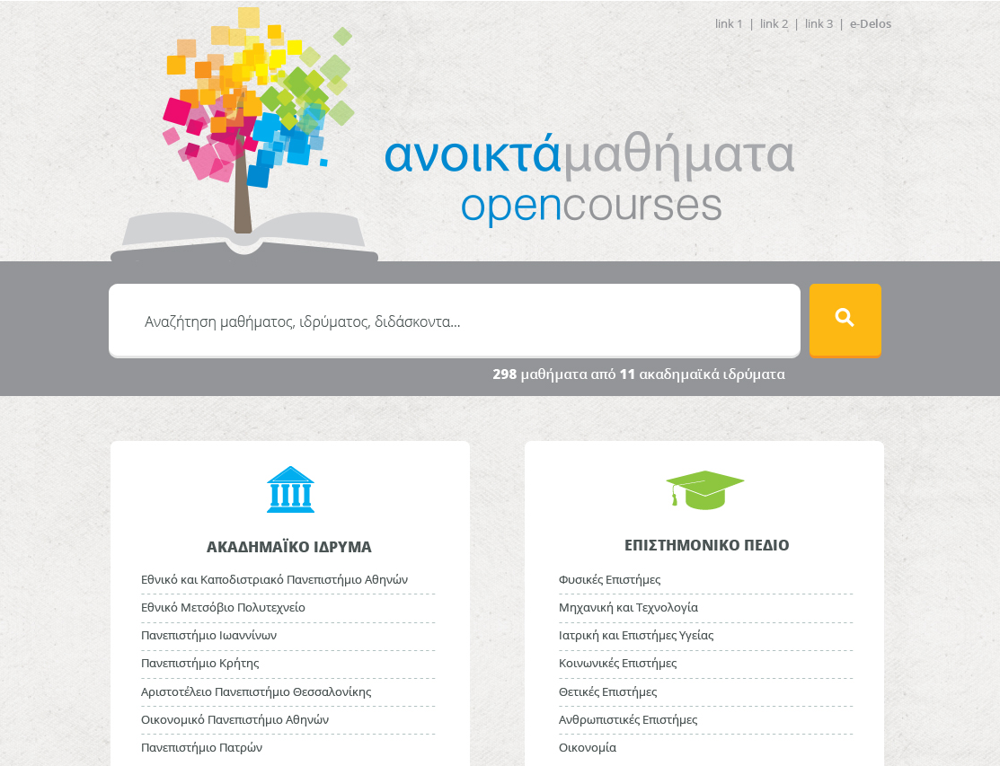 link 1 | link 2 | link 3 | e-Delos
ανοικτάμαθήματα
opencourses
Αναζήτηση μαθήματος, ιδρύματος, διδάσκοντα...
298 μαθήματα από 11 ακαδημαϊκά ιδρύματα
ΑΚΑΔΗΜΑΪΚΟ ΙΔΡΥΜΑ
Εθνικό και Καποδιστριακό Πανεπιστήμιο Αθηνών
Εθνικό Μετσόβιο Πολυτεχνείο
Πανεπιστήμιο Ιωαννίνων
Πανεπιστήμιο Κρήτης
Αριστοτέλειο Πανεπιστήμιο Θεσσαλονίκης
Οικονομικό Πανεπιστήμιο Αθηνών
Πανεπιστήμιο Πατρών
ΕΠΙΣΤΗΜΟΝΙΚΟ ΠΕΔΙΟ
Φυσικές Επιστήμες
Μηχανική και Τεχνολογία
Ιατρική και Επιστήμες Υγείας
Κοινωνικές Επιστήμες
Θετικές Επιστήμες
Ανθρωπιστικές Επιστήμες
Οικονομία